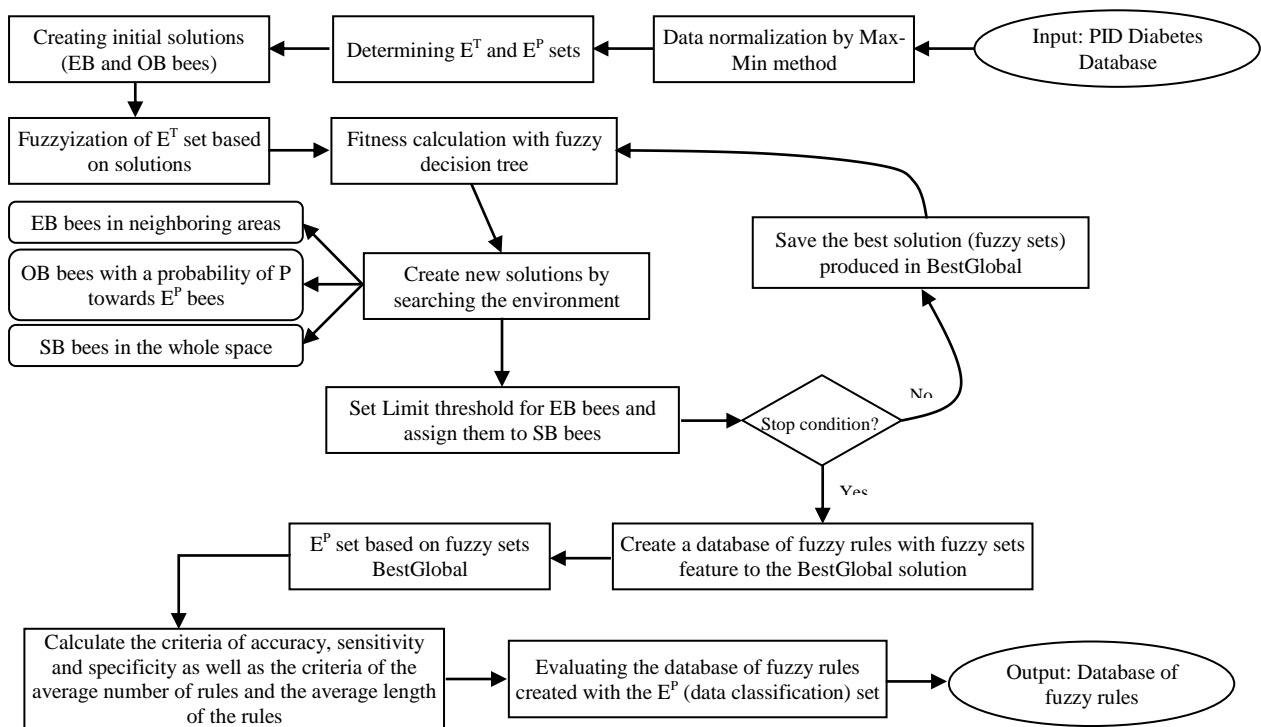 Input: PID Diabetes
Database
Data normalization by Max-
Min method
Determining E^T and E^P sets
Creating initial solutions
(EB and OB bees)
Fuzzyization of E^T set based
on solutions
Fitness calculation with fuzzy
decision tree
EB bees in neighboring areas
OB bees with a probability of P
towards E^P bees
SB bees in the whole space
Create new solutions by
searching the environment
Save the best solution (fuzzy sets)
produced in BestGlobal
Set Limit threshold for EB bees and
assign them to SB bees
Stop condition?
No
Yes
Create a database of fuzzy rules with fuzzy sets
feature to the BestGlobal solution
E^P set based on fuzzy sets
BestGlobal
Calculate the criteria of accuracy, sensitivity
and specificity as well as the criteria of the
average number of rules and the average length
of the rules
Evaluating the database of fuzzy rules
created with the E^P (data classification) set
Output: Database of
fuzzy rules